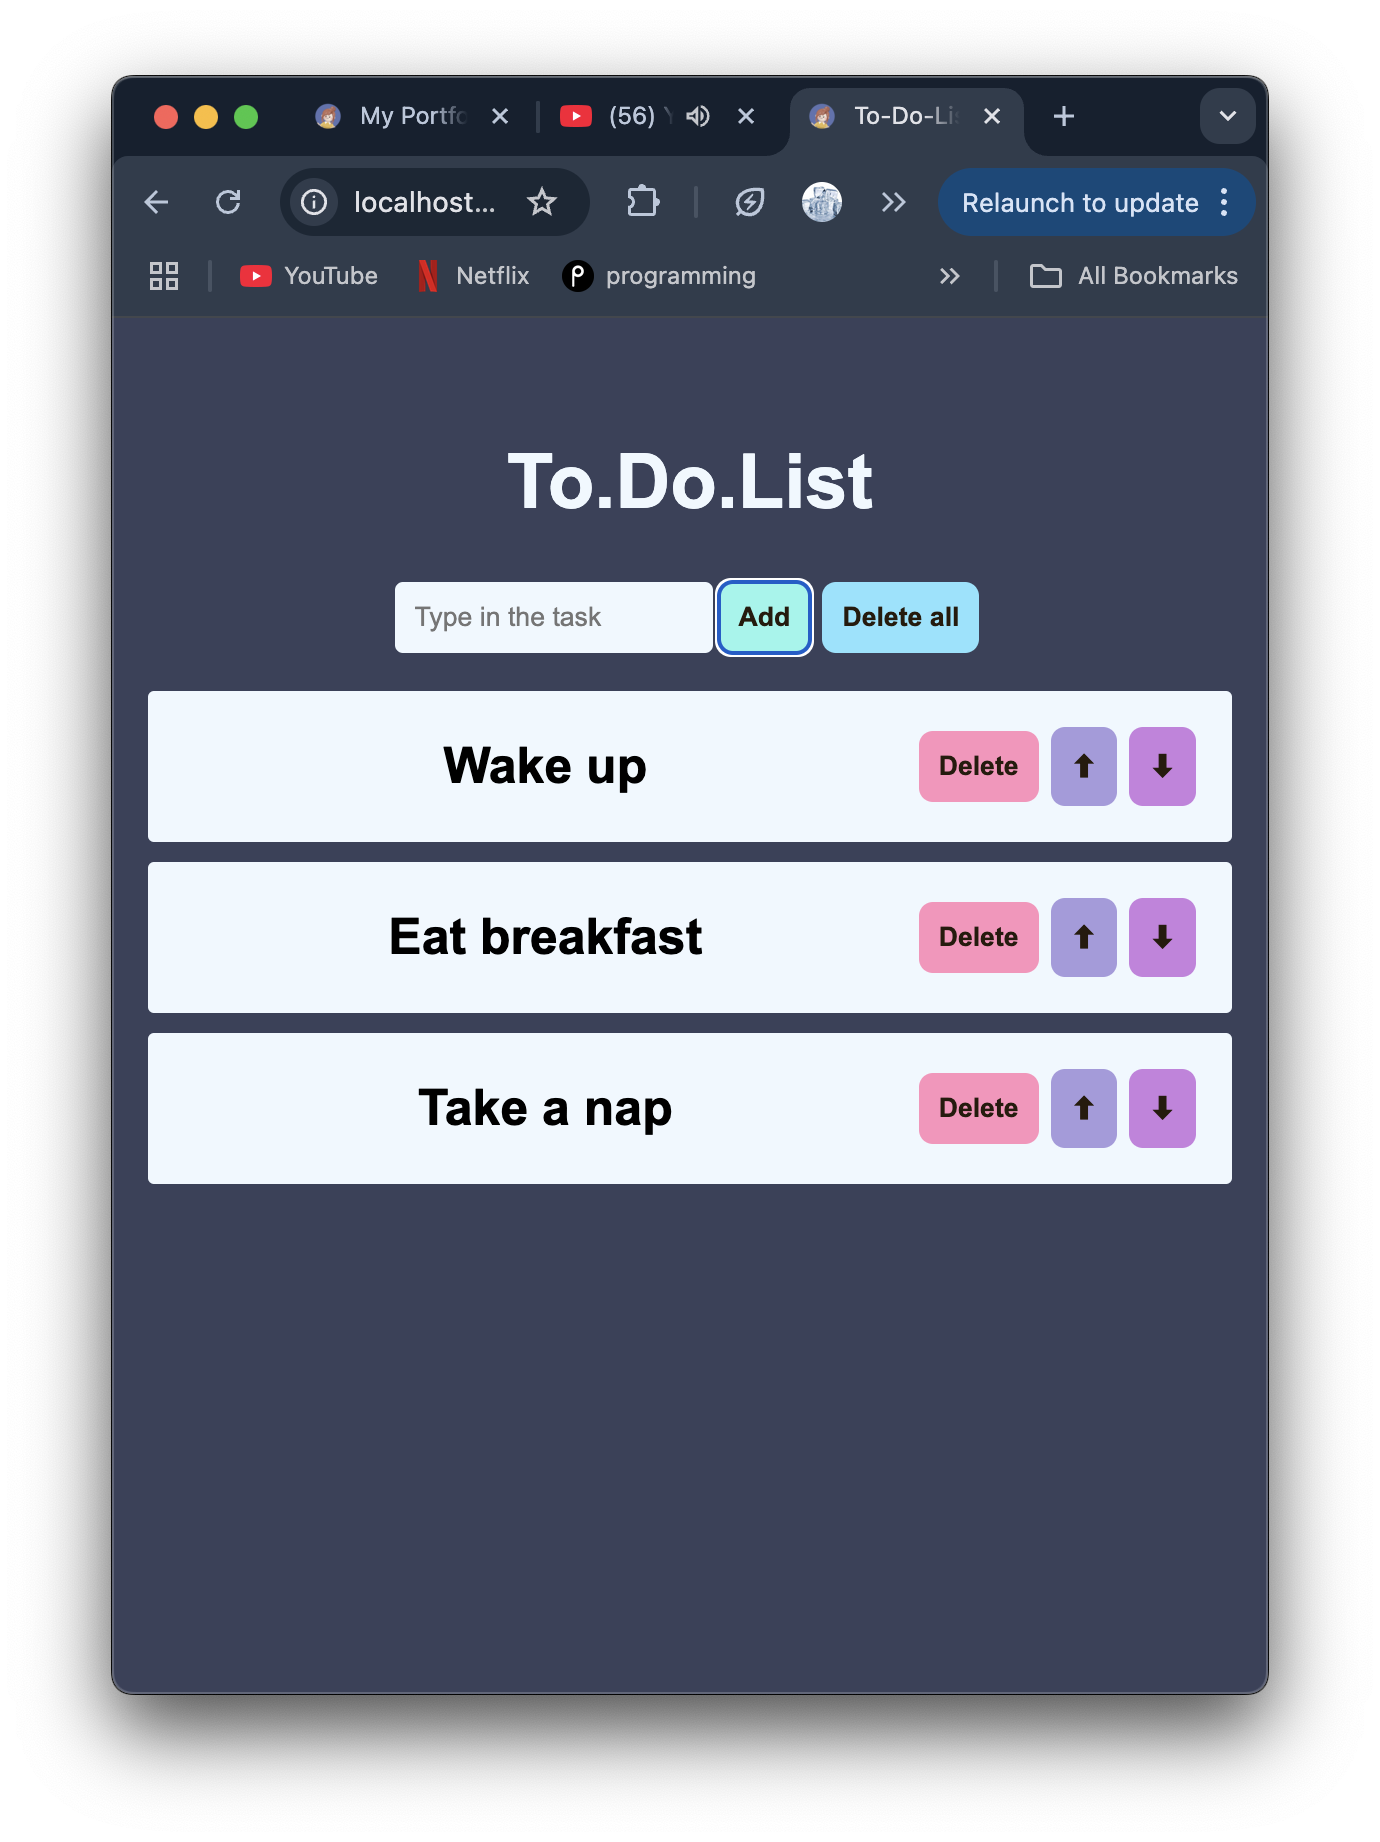 My Portfo (56) To-Do-Lis
localhost... Relaunch to update
YouTube Netflix programming All Bookmarks
To.Do.List
Type in the task Add Delete all
Wake up Delete
Eat breakfast Delete
Take a nap Delete